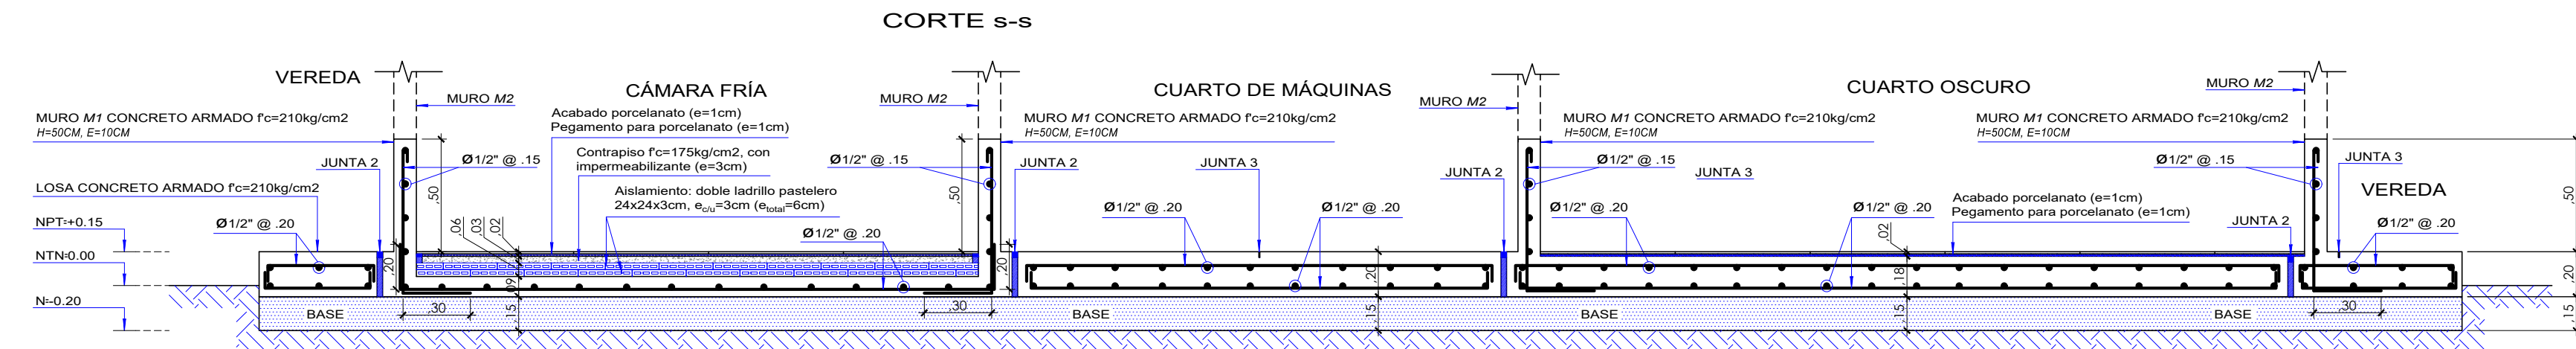 CORTE s-s
VEREDA
CÁMARA FRÍA
CUARTO DE MÁQUINAS
CUARTO OSCURO
MURO M2
MURO M2
MURO M2
MURO M2
MURO M1 CONCRETO ARMADO f'c=210kg/cm2
H=50CM, E=10CM
Acabado porcelanato (e=1cm)
Pegamento para porcelanato (e=1cm)
MURO M1 CONCRETO ARMADO f'c=210kg/cm2
H=50CM, E=10CM
MURO M1 CONCRETO ARMADO f'c=210kg/cm2
H=50CM, E=10CM
MURO M1 CONCRETO ARMADO f'c=210kg/cm2
H=50CM, E=10CM
JUNTA 2
Ø1/2" @ .15
Contrapiso f'c=175kg/cm2, con
impermeabilizante (e=3cm)
Ø1/2" @ .15
JUNTA 2
JUNTA 3
JUNTA 2
Ø1/2" @ .15
JUNTA 3
Ø1/2" @ .15
JUNTA 3
VEREDA
LOSA CONCRETO ARMADO f'c=210kg/cm2
,50
Aislamiento: doble ladrillo pastelero
24x24x3cm, ec/u=3cm (etotal=6cm)
,50
Acabado porcelanato (e=1cm)
Pegamento para porcelanato (e=1cm)
,50
NPT=+0.15
Ø1/2" @ .20
,06
,03
,02
Ø1/2" @ .20
Ø1/2" @ .20
Ø1/2" @ .20
Ø1/2" @ .20
Ø1/2" @ .20
,02
JUNTA 2
Ø1/2" @ .20
NTN=0.00
,20
,09
,20
,20
,18
,20
N=-0.20
BASE
,30
,15
,30
BASE
,15
BASE
,15
BASE
,30
,15